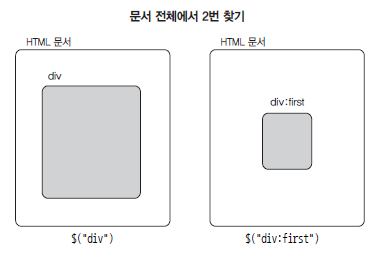 문서 전체에서 2번 찾기
HTML 문서
div
$("div")
HTML 문서
div:first
$("div:first")